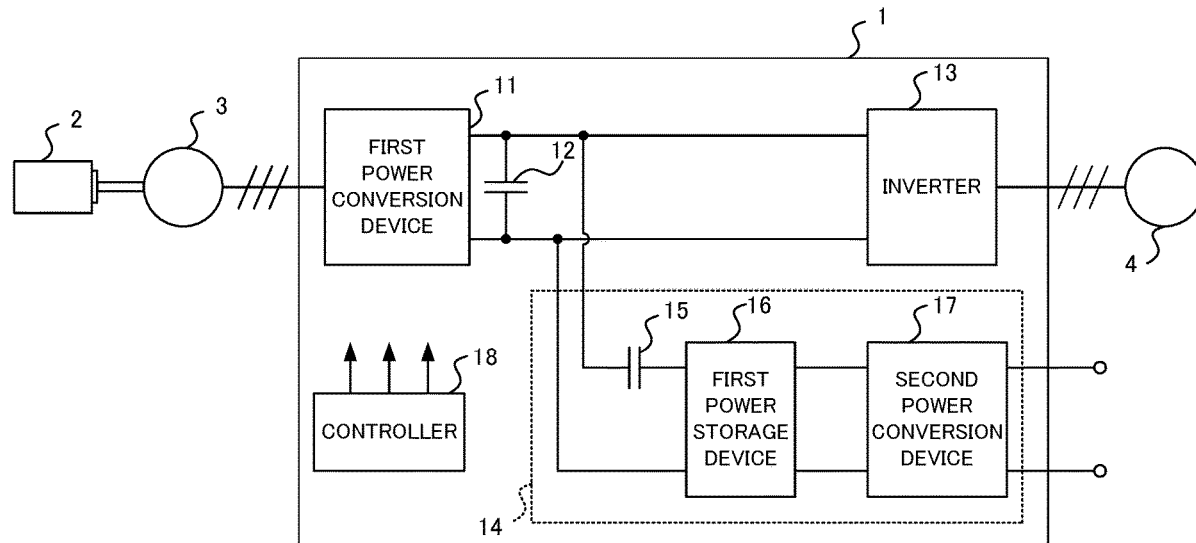 1
2
3
11
FIRST
POWER
CONVERSION
DEVICE
12
13
INVERTER
4
18
CONTROLLER
14
15
16
FIRST
POWER
STORAGE
DEVICE
17
SECOND
POWER
CONVERSION
DEVICE